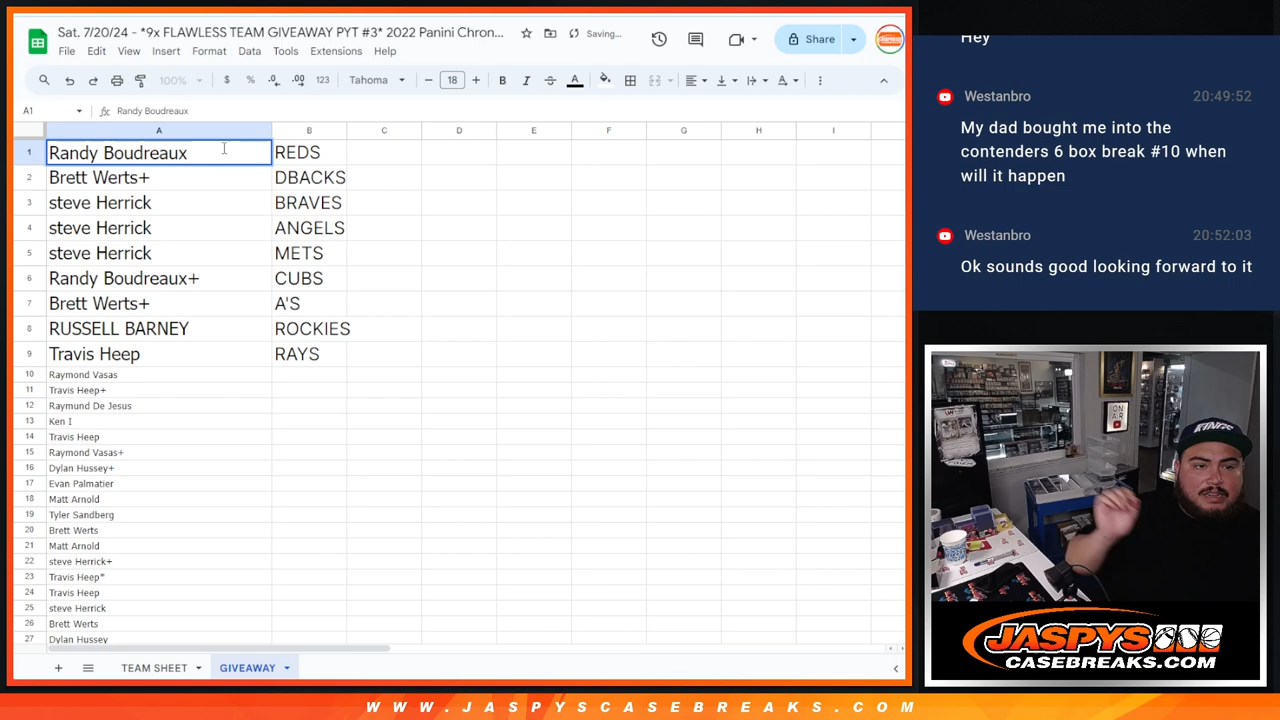 Sat. 7/20/24 - *9x FLAWLESS TEAM GIVEAWAY PYT #3* 2022 Panini Chron...
Saving...
Share
File Edit View Insert Format Data Tools Extensions Help
100%
$ % .0 .00 123
Tahoma
18
B I A
A1
fx Randy Boudreaux
A B C D E F G H I
1 Randy Boudreaux REDS
2 Brett Werts+ DBACKS
3 steve Herrick BRAVES
4 steve Herrick ANGELS
5 steve Herrick METS
6 Randy Boudreaux+ CUBS
7 Brett Werts+ A'S
8 RUSSELL BARNEY ROCKIES
9 Travis Heep RAYS
10 Raymond Vasas
11 Travis Heep+
12 Raymund De Jesus
13 Ken I
14 Travis Heep
15 Raymond Vasas+
16 Dylan Hussey+
17 Evan Palmatier
18 Matt Arnold
19 Tyler Sandberg
20 Brett Werts
21 Matt Arnold
22 steve Herrick+
23 Travis Heep*
24 Travis Heep
25 steve Herrick
26 Brett Werts
27 Dylan Hussey
TEAM SHEET
GIVEAWAY
Hey
Westanbro 20:49:52
My dad bought me into the
contenders 6 box break #10 when
will it happen
Westanbro 20:52:03
Ok sounds good looking forward to it
ON
AIR
KINGS
JASPYS
CASEBREAKS.COM
WWW.JASPYSCASEBREAKS.COM